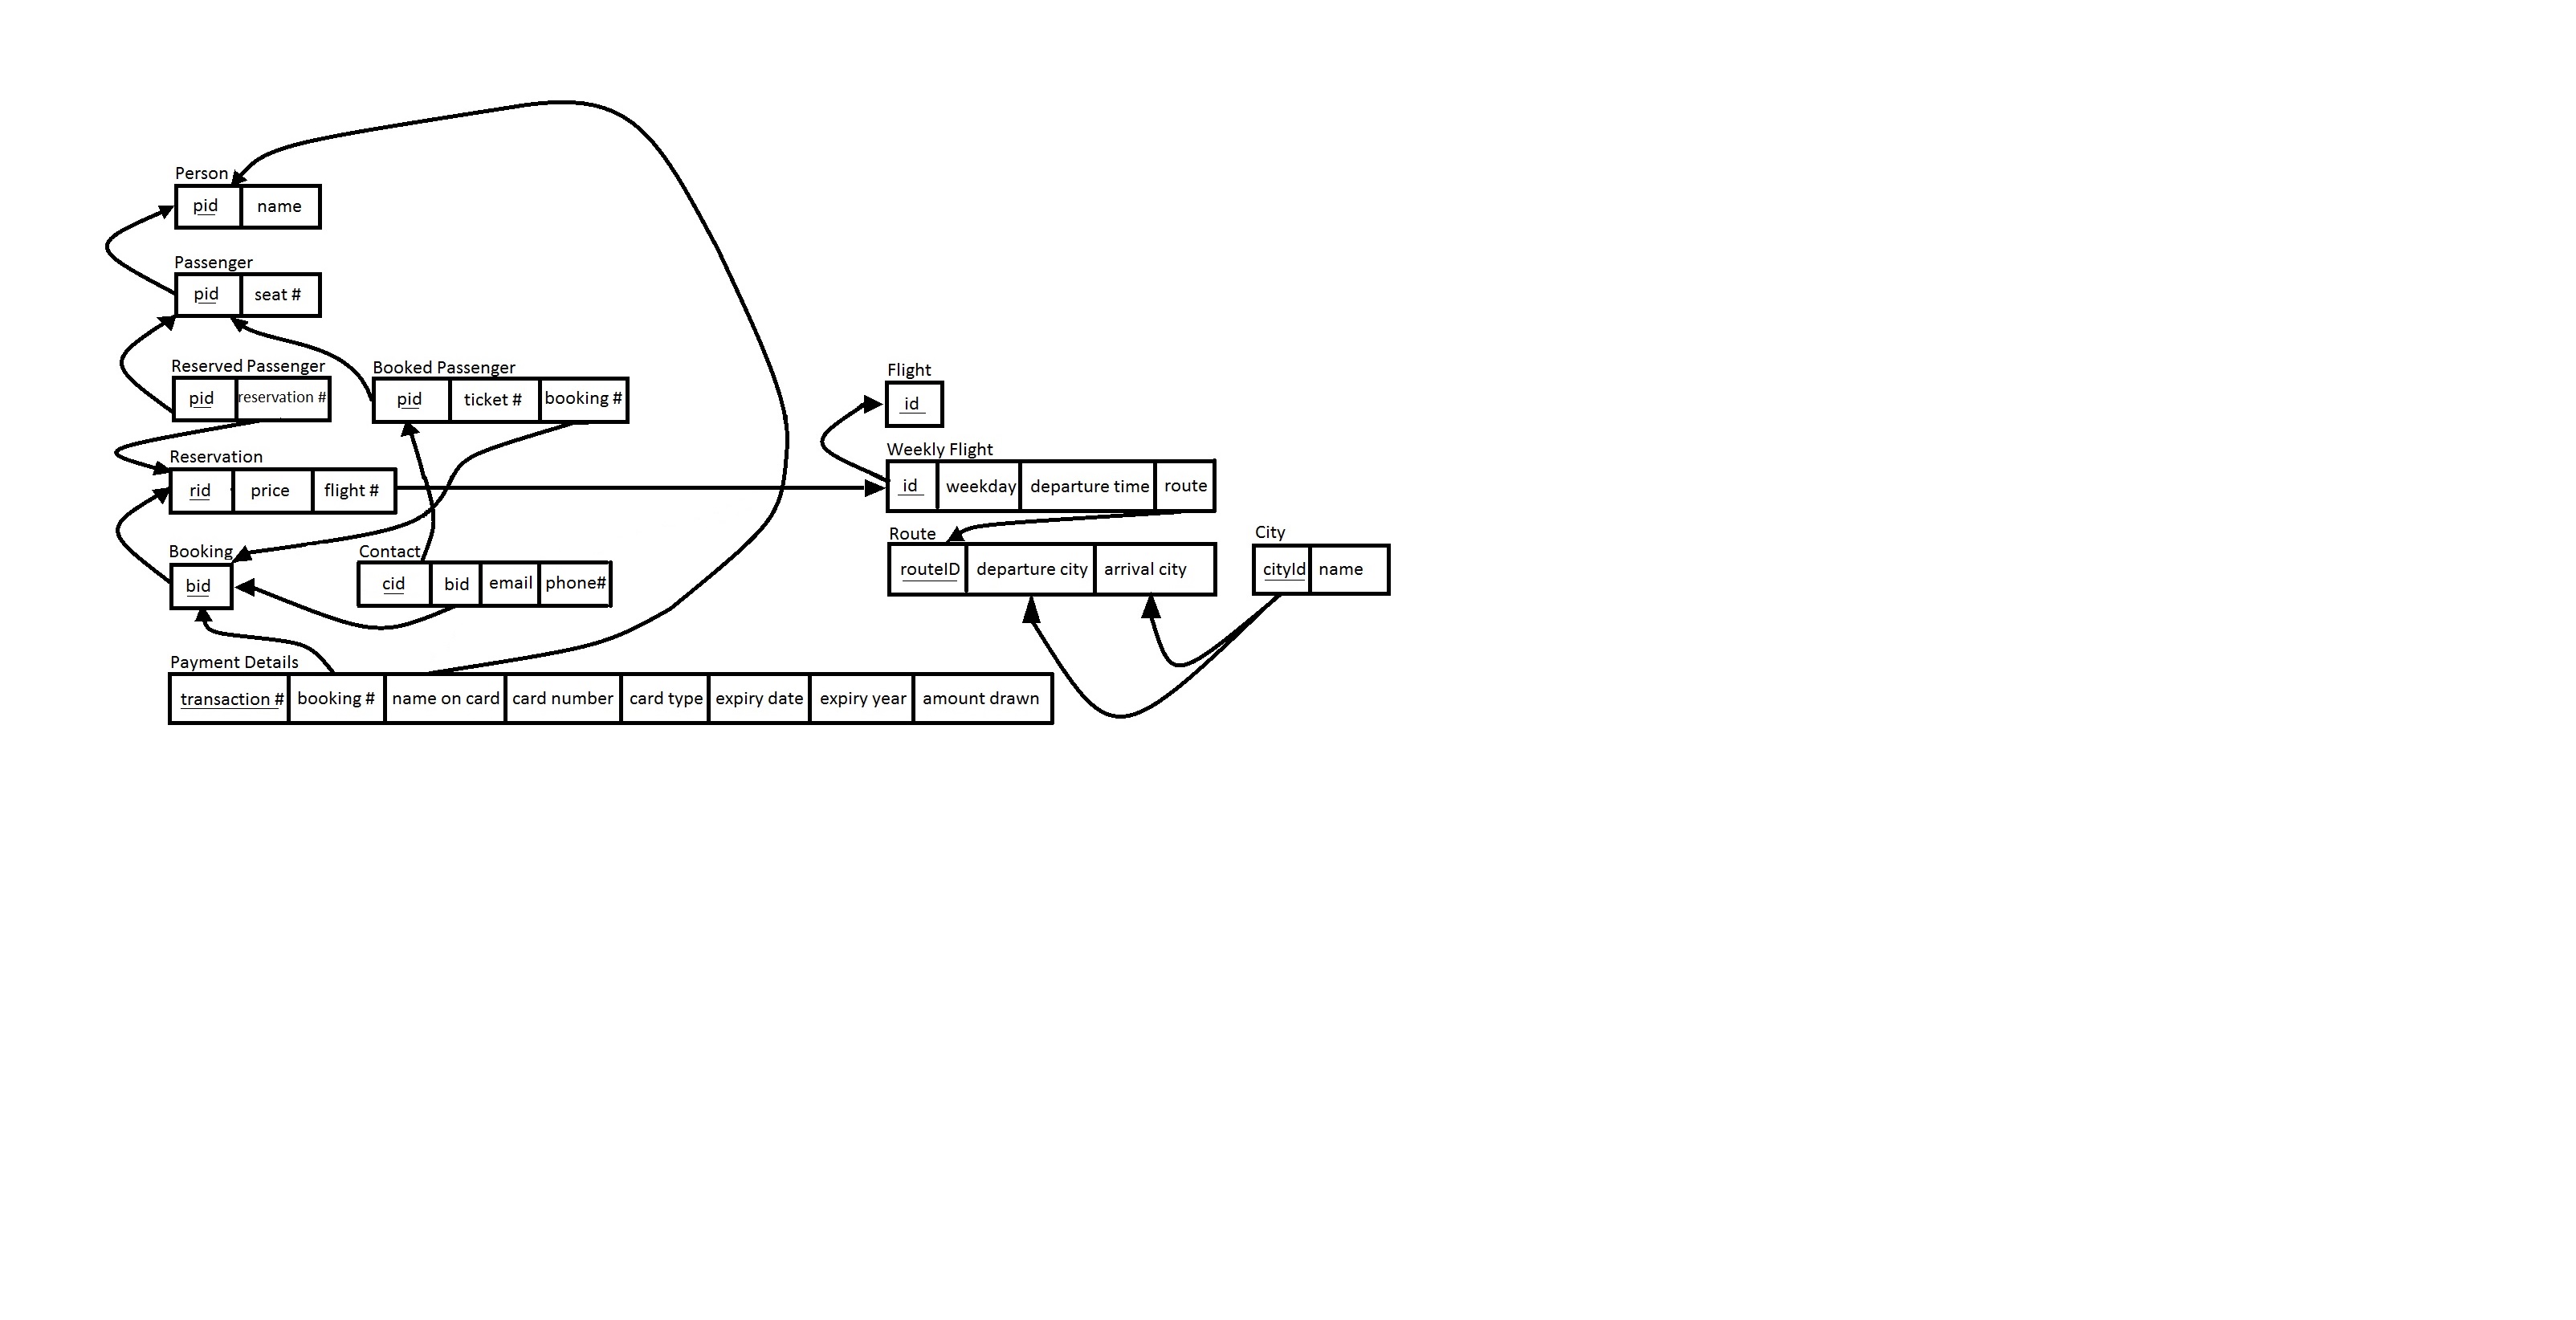 Person
pid name
Passenger
pid seat #
Reserved Passenger
pid reservation #
Booked Passenger
pid ticket # booking #
Reservation
rid price flight #
Booking
bid
Contact
cid bid email phone#
Payment Details
transaction # booking # name on card card number card type expiry date expiry year amount drawn
Flight
id
Weekly Flight
id weekday departure time route
Route
routeID departure city arrival city
City
cityId name